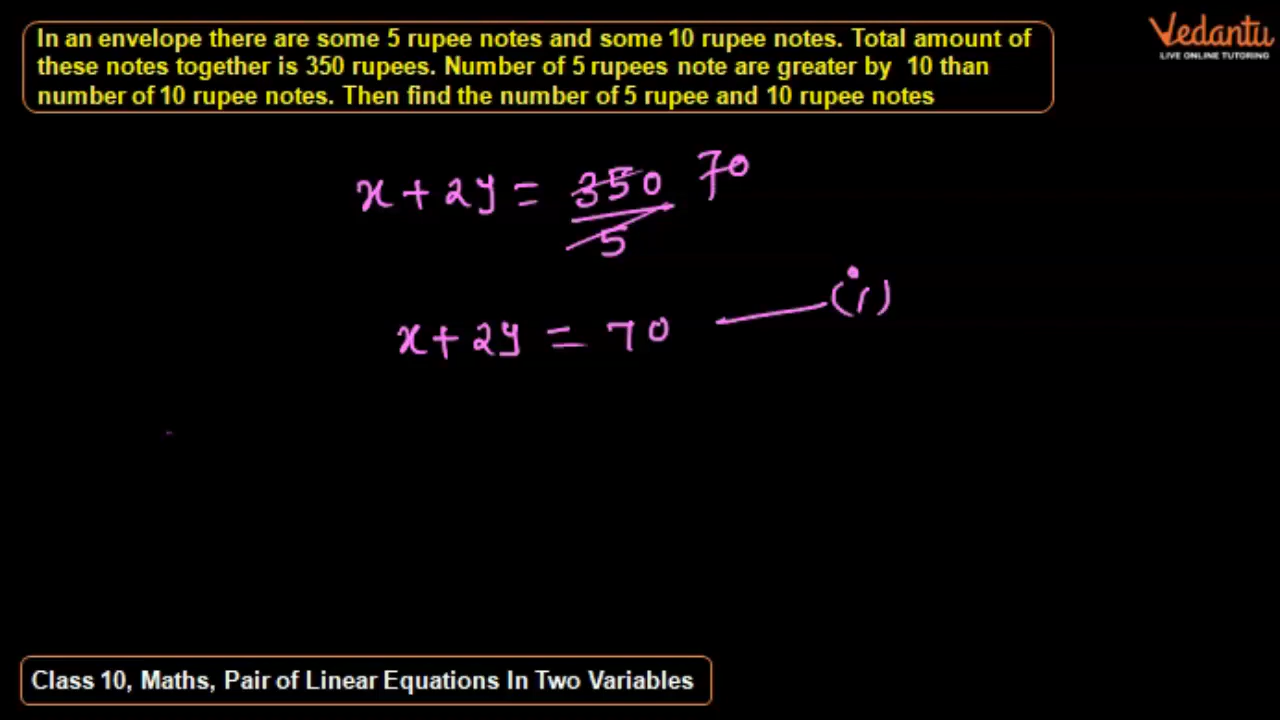 In an envelope there are some 5 rupee notes and some 10 rupee notes. Total amount of
these notes together is 350 rupees. Number of 5 rupees note are greater by 10 than
number of 10 rupee notes. Then find the number of 5 rupee and 10 rupee notes
Vedantu
LIVE ONLINE TUTORING
x + 2y = 350/5 70
x + 2y = 70 — (i)
Class 10, Maths, Pair of Linear Equations In Two Variables